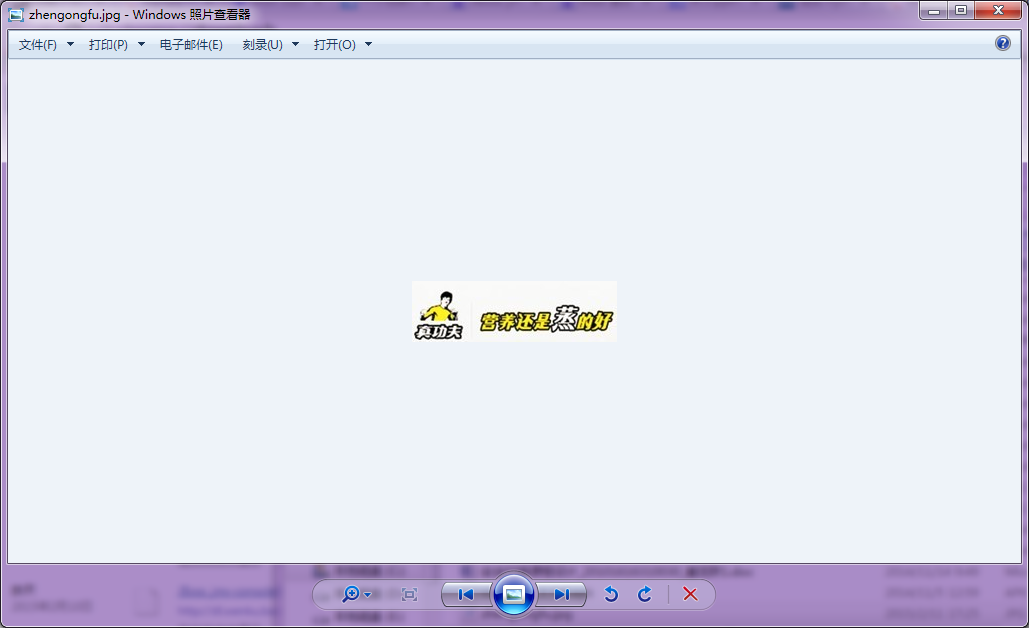 zhengongfu.jpg - Windows 照片查看器
文件(F) 打印(P) 电子邮件(E) 刻录(U) 打开(O)
真功夫 营养还是蒸的好